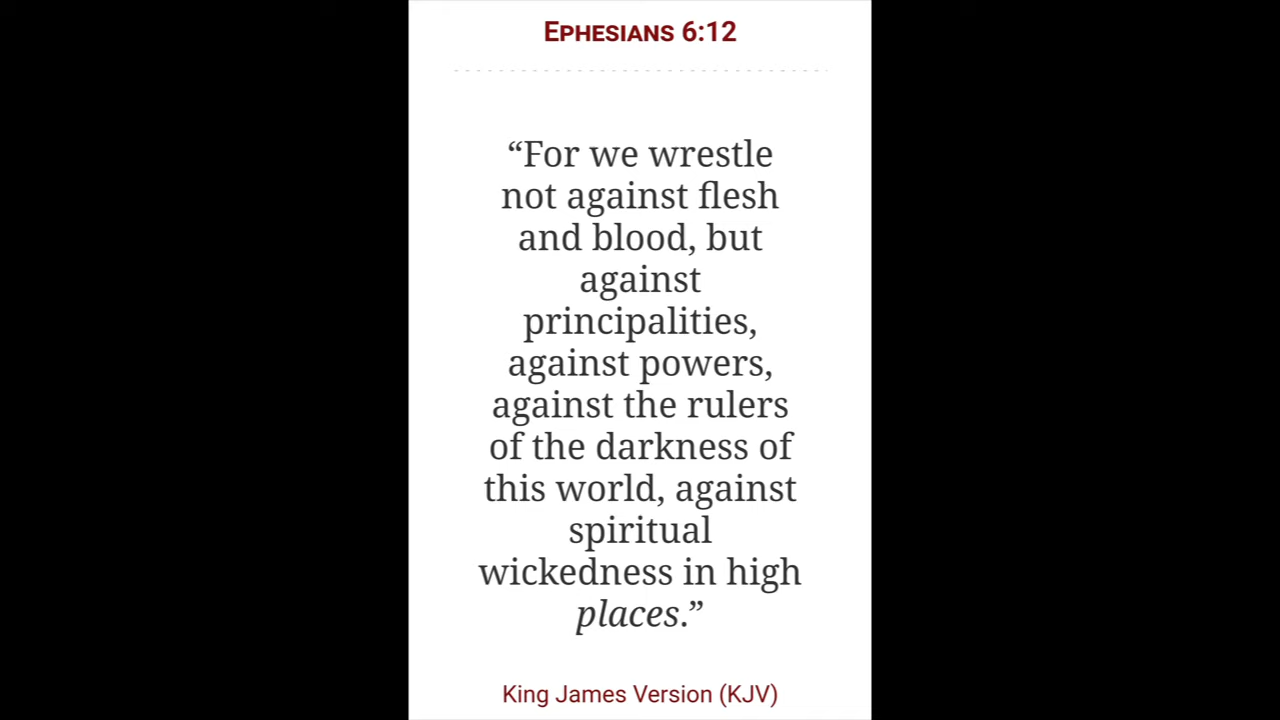 EPHESIANS 6:12
“For we wrestle
not against flesh
and blood, but
against
principalities,
against powers,
against the rulers
of the darkness of
this world, against
spiritual
wickedness in high
places.”
King James Version (KJV)